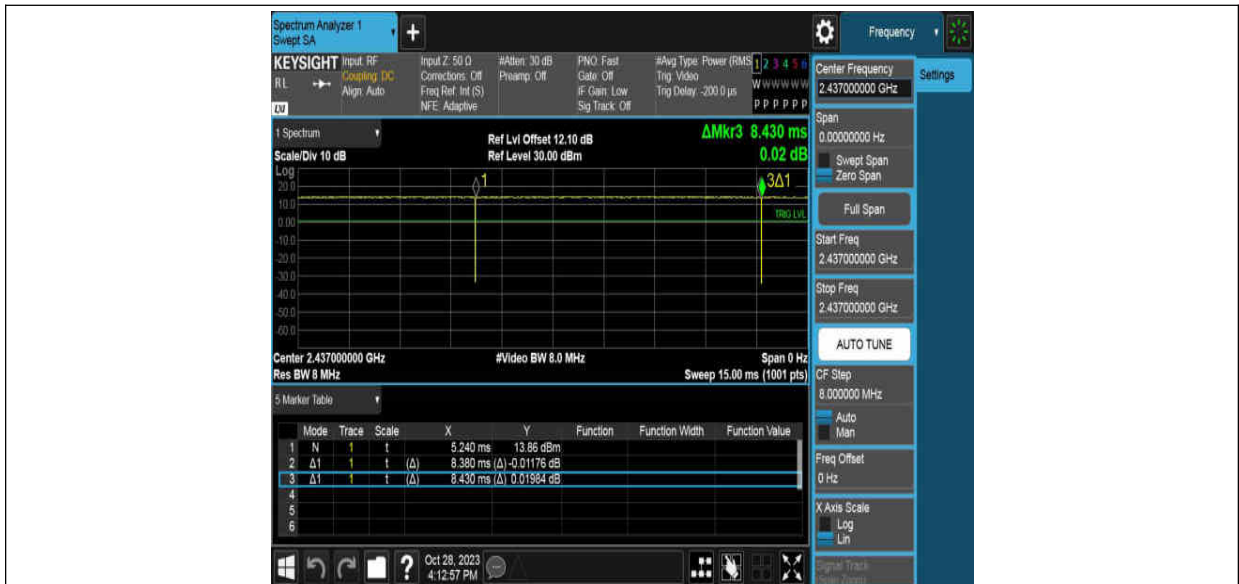 Spectrum Analyzer 1
Swept SA
Frequency
KEYSIGHT Input: RF Input Z: 50 Ω #Atten: 30 dB PNO: Fast #Avg Type: Power (RMS 1 2 3 4 5 6
RL Coupling: DC Corrections: Off Preamp: Off Gate: Off Trig: Video W W W W W W
Align: Auto Freq Ref: Int (S) IF Gain: Low Trig Delay: -200.0 µs
LXI NFE: Adaptive Sig Track: Off P P P P P P
Center Frequency
2.437000000 GHz
Settings
1 Spectrum
Ref Lvl Offset 12.10 dB
ΔMkr3 8.430 ms
Scale/Div 10 dB
Ref Level 30.00 dBm
0.02 dB
Span
0.00000000 Hz
Swept Span
Zero Span
Log
20.0
10.0
0.00
-10.0
-20.0
-30.0
-40.0
-50.0
-60.0
1
3Δ1
TRIG LVL
Full Span
Start Freq
2.437000000 GHz
Stop Freq
2.437000000 GHz
AUTO TUNE
Center 2.437000000 GHz #Video BW 8.0 MHz Span 0 Hz
Res BW 8 MHz Sweep 15.00 ms (1001 pts)
CF Step
8.000000 MHz
Auto
Man
5 Marker Table
Mode Trace Scale X Y Function Function Width Function Value
1 N 1 t 5.240 ms 13.86 dBm
2 Δ1 1 t (Δ) 8.380 ms (Δ) -0.01176 dB
3 Δ1 1 t (Δ) 8.430 ms (Δ) 0.01984 dB
4
5
6
Freq Offset
0 Hz
X Axis Scale
Log
Lin
Signal Track
(Span Zoom)
? Oct 28, 2023
4:12:57 PM